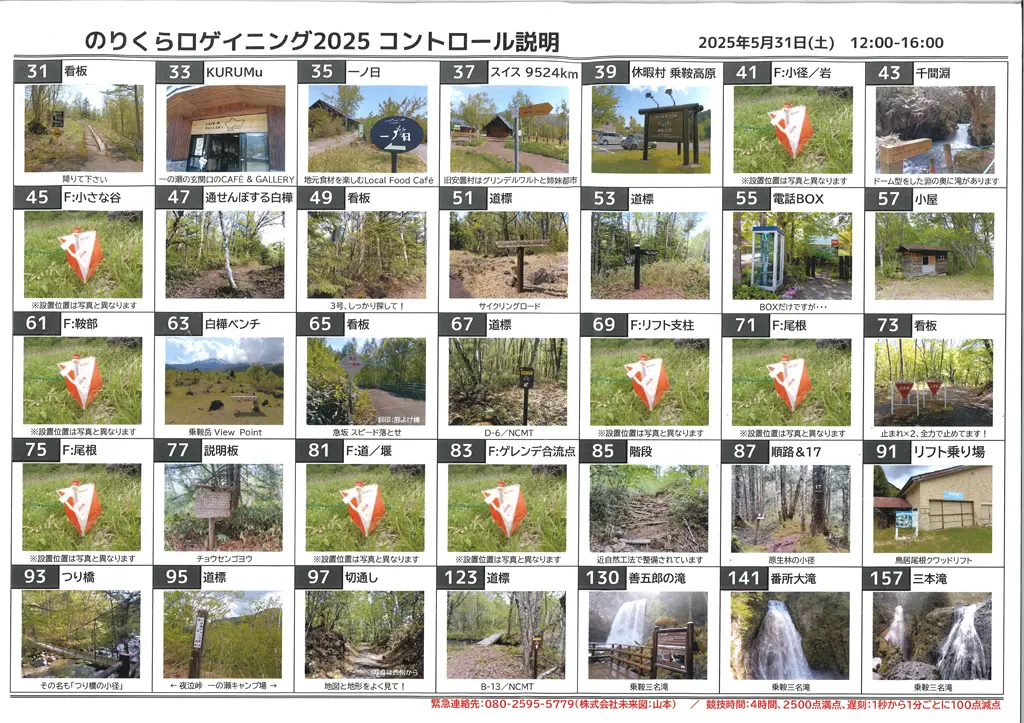 のりくらロゲイニング2025 コントロール説明
2025年5月31日(土) 12:00-16:00
31 看板
降りて下さい
33 KURUMu
一の瀬の玄関口のCAFÉ & GALLERY
35 一ノ日
一ノ日
地元食材を楽しむLocal Food Café
37 スイス 9524km
旧安曇村はグリンデルワルトと姉妹都市
39 休暇村 乗鞍高原
41 F:小径/岩
※設置位置は写真と異なります
43 千間淵
ドーム型をした淵の奥に滝があります
45 F:小さな谷
※設置位置は写真と異なります
47 通せんぼする白樺
49 看板
3号、しっかり探して!
51 道標
サイクリングロード
53 道標
55 電話BOX
BOXだけですが・・・
57 小屋
61 F:鞍部
※設置位置は写真と異なります
63 白樺ベンチ
乗鞍岳 View Point
65 看板
矢印:熊よけ棒
急坂 スピード落とせ
67 道標
D-6/NCMT
69 F:リフト支柱
※設置位置は写真と異なります
71 F:尾根
※設置位置は写真と異なります
73 看板
止まれ×2、全力で止めてます!
75 F:尾根
※設置位置は写真と異なります
77 説明板
チョウセンゴヨウ
81 F:道/堰
※設置位置は写真と異なります
83 F:ゲレンデ合流点
※設置位置は写真と異なります
85 階段
近自然工法で整備されています
87 順路&17
原生林の小径
91 リフト乗り場
鳥居尾根クワッドリフト
93 つり橋
その名も「つり橋の小径」
95 道標
← 夜泣峠 一の瀬キャンプ場 →
97 切通し
写真は西側から
地図と地形をよく見て!
123 道標
B-13/NCMT
130 善五郎の滝
乗鞍三名滝
141 番所大滝
乗鞍三名滝
157 三本滝
乗鞍三名滝
緊急連絡先:080-2595-5779(株式会社未来図:山本) / 競技時間:4時間、2500点満点、遅刻:1秒から1分ごとに100点減点